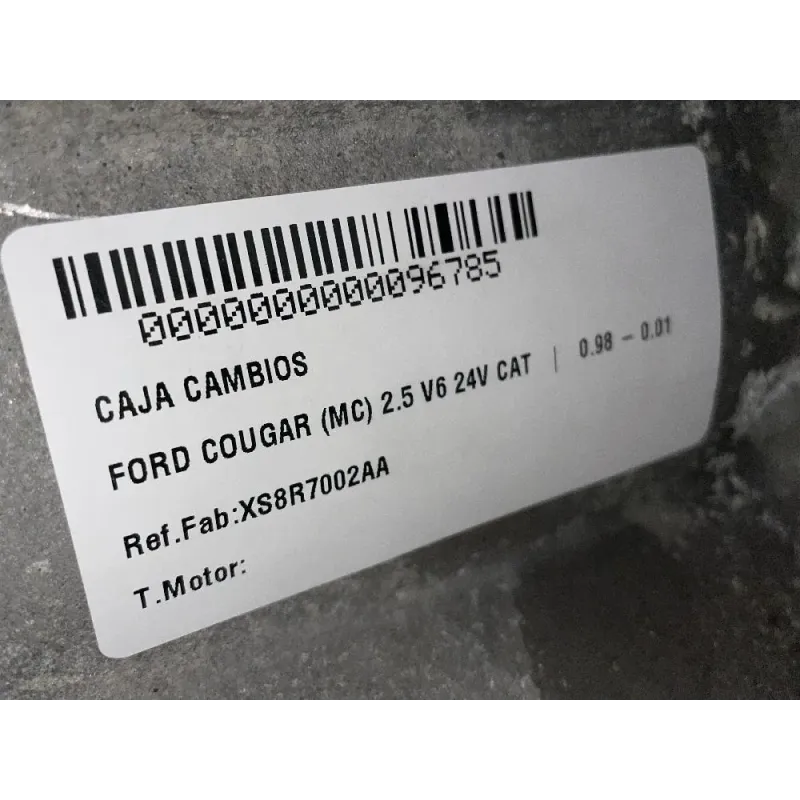 000000000096785
CAJA CAMBIOS
FORD COUGAR (MC) 2.5 V6 24V CAT | 0.98 – 0.01
Ref.Fab:XS8R7002AA
T.Motor: